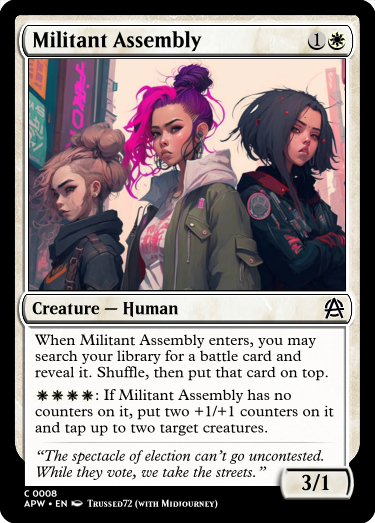 Militant Assembly 1
Creature — Human
When Militant Assembly enters, you may
search your library for a battle card and
reveal it. Shuffle, then put that card on top.
: If Militant Assembly has no
counters on it, put two +1/+1 counters on it
and tap up to two target creatures.
“The spectacle of election can’t go uncontested.
While they vote, we take the streets.”
3/1
C 0008
APW • EN Trussed72 (with Midjourney)